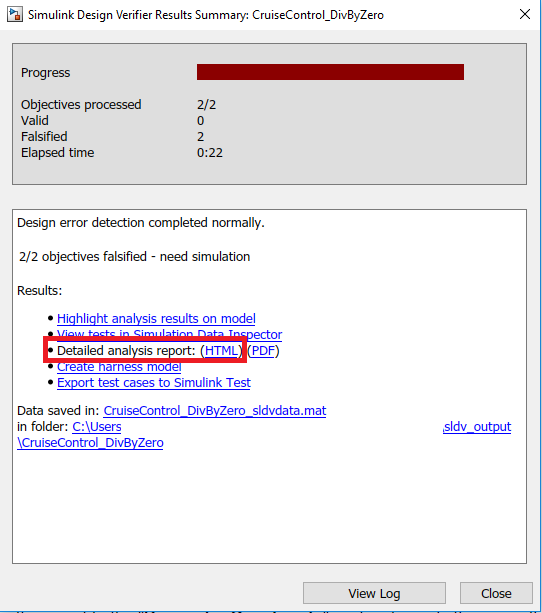 Simulink Design Verifier Results Summary: CruiseControl_DivByZero
Progress
Objectives processed 2/2
Valid 0
Falsified 2
Elapsed time 0:22
Design error detection completed normally.
2/2 objectives falsified - need simulation
Results:
• Highlight analysis results on model
• View tests in Simulation Data Inspector
• Detailed analysis report: (HTML) (PDF)
• Create harness model
• Export test cases to Simulink Test
Data saved in: CruiseControl_DivByZero_sldvdata.mat
in folder: C:\Users \sldv_output
\CruiseControl_DivByZero
View Log Close